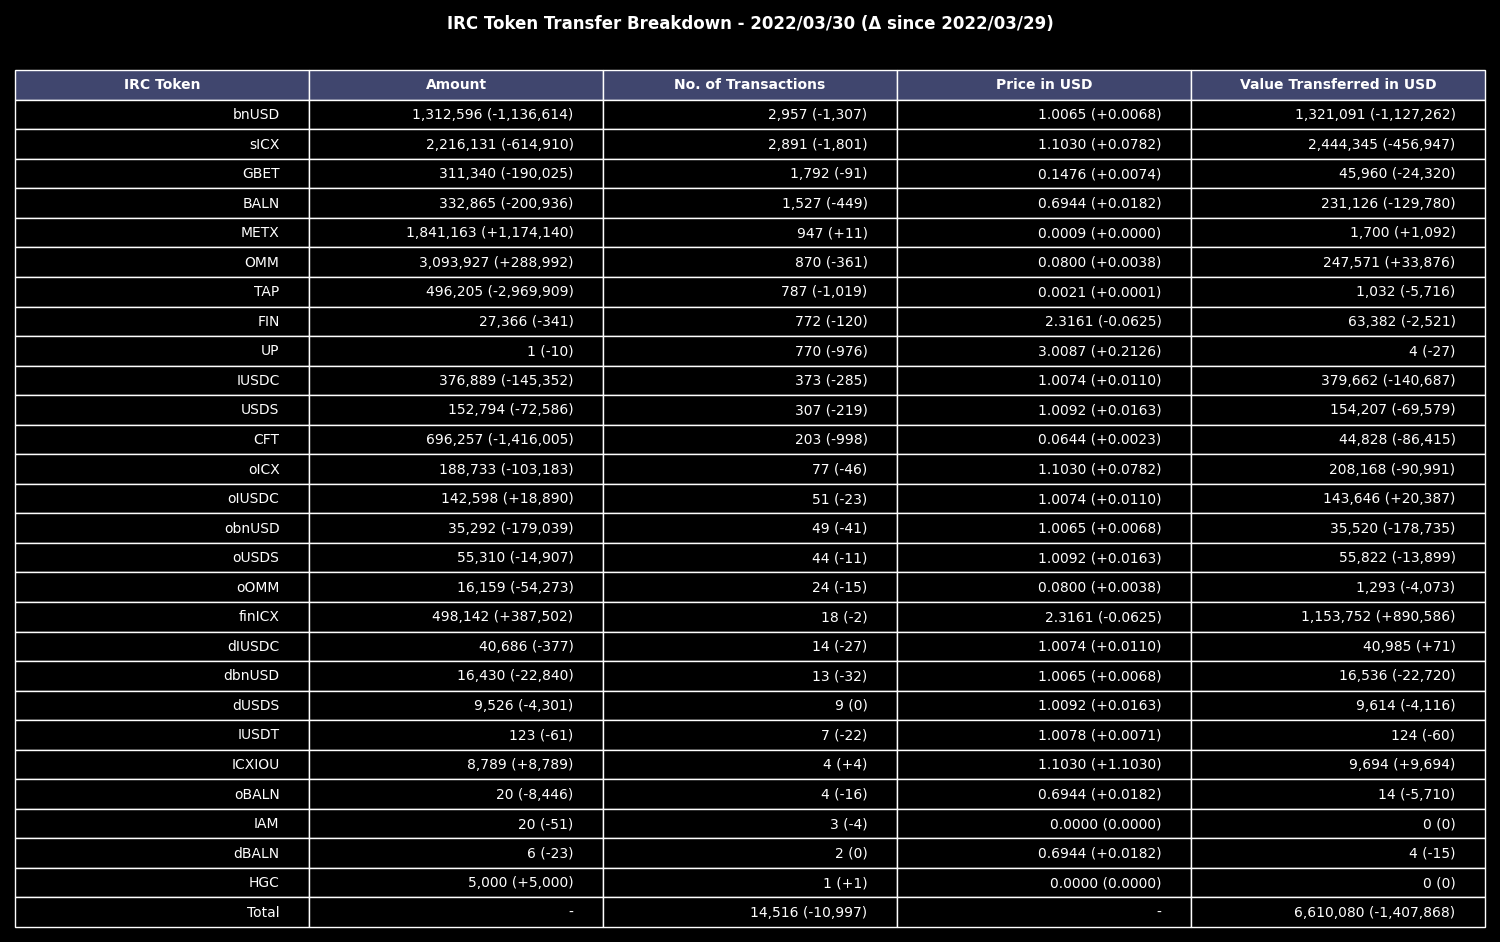 IRC Token Transfer Breakdown - 2022/03/30 (Δ since 2022/03/29)
IRC Token Amount No. of Transactions Price in USD Value Transferred in USD
bnUSD 1,312,596 (-1,136,614) 2,957 (-1,307) 1.0065 (+0.0068) 1,321,091 (-1,127,262)
sICX 2,216,131 (-614,910) 2,891 (-1,801) 1.1030 (+0.0782) 2,444,345 (-456,947)
GBET 311,340 (-190,025) 1,792 (-91) 0.1476 (+0.0074) 45,960 (-24,320)
BALN 332,865 (-200,936) 1,527 (-449) 0.6944 (+0.0182) 231,126 (-129,780)
METX 1,841,163 (+1,174,140) 947 (+11) 0.0009 (+0.0000) 1,700 (+1,092)
OMM 3,093,927 (+288,992) 870 (-361) 0.0800 (+0.0038) 247,571 (+33,876)
TAP 496,205 (-2,969,909) 787 (-1,019) 0.0021 (+0.0001) 1,032 (-5,716)
FIN 27,366 (-341) 772 (-120) 2.3161 (-0.0625) 63,382 (-2,521)
UP 1 (-10) 770 (-976) 3.0087 (+0.2126) 4 (-27)
IUSDC 376,889 (-145,352) 373 (-285) 1.0074 (+0.0110) 379,662 (-140,687)
USDS 152,794 (-72,586) 307 (-219) 1.0092 (+0.0163) 154,207 (-69,579)
CFT 696,257 (-1,416,005) 203 (-998) 0.0644 (+0.0023) 44,828 (-86,415)
oICX 188,733 (-103,183) 77 (-46) 1.1030 (+0.0782) 208,168 (-90,991)
oIUSDC 142,598 (+18,890) 51 (-23) 1.0074 (+0.0110) 143,646 (+20,387)
obnUSD 35,292 (-179,039) 49 (-41) 1.0065 (+0.0068) 35,520 (-178,735)
oUSDS 55,310 (-14,907) 44 (-11) 1.0092 (+0.0163) 55,822 (-13,899)
oOMM 16,159 (-54,273) 24 (-15) 0.0800 (+0.0038) 1,293 (-4,073)
finICX 498,142 (+387,502) 18 (-2) 2.3161 (-0.0625) 1,153,752 (+890,586)
dIUSDC 40,686 (-377) 14 (-27) 1.0074 (+0.0110) 40,985 (+71)
dbnUSD 16,430 (-22,840) 13 (-32) 1.0065 (+0.0068) 16,536 (-22,720)
dUSDS 9,526 (-4,301) 9 (0) 1.0092 (+0.0163) 9,614 (-4,116)
IUSDT 123 (-61) 7 (-22) 1.0078 (+0.0071) 124 (-60)
ICXIOU 8,789 (+8,789) 4 (+4) 1.1030 (+1.1030) 9,694 (+9,694)
oBALN 20 (-8,446) 4 (-16) 0.6944 (+0.0182) 14 (-5,710)
IAM 20 (-51) 3 (-4) 0.0000 (0.0000) 0 (0)
dBALN 6 (-23) 2 (0) 0.6944 (+0.0182) 4 (-15)
HGC 5,000 (+5,000) 1 (+1) 0.0000 (0.0000) 0 (0)
Total - 14,516 (-10,997) - 6,610,080 (-1,407,868)